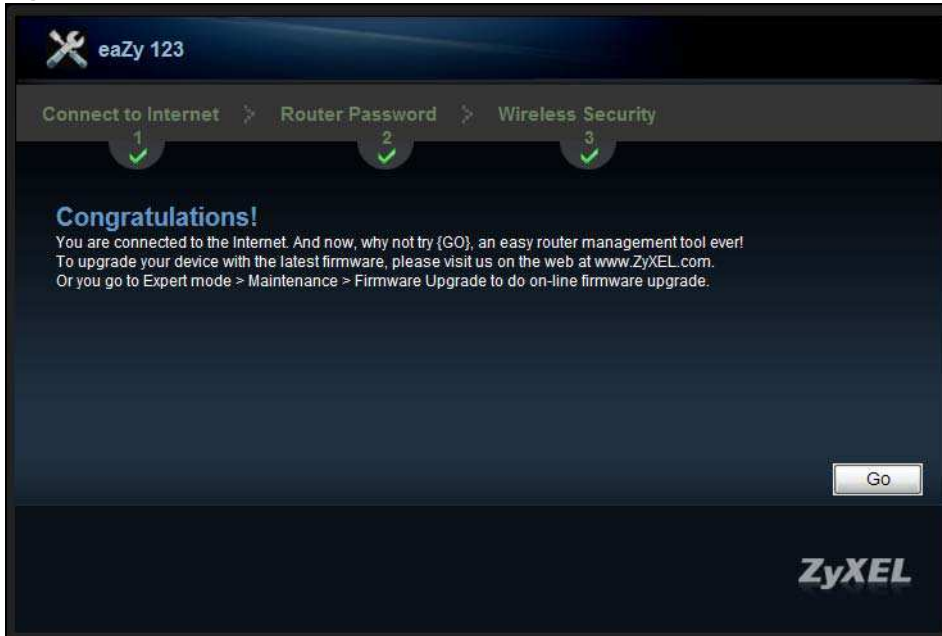 eaZy 123
Connect to Internet > Router Password > Wireless Security
1 2 3
Congratulations!
You are connected to the Internet. And now, why not try {GO}, an easy router management tool ever!
To upgrade your device with the latest firmware, please visit us on the web at www.ZyXEL.com.
Or you go to Expert mode > Maintenance > Firmware Upgrade to do on-line firmware upgrade.
Go
ZyXEL